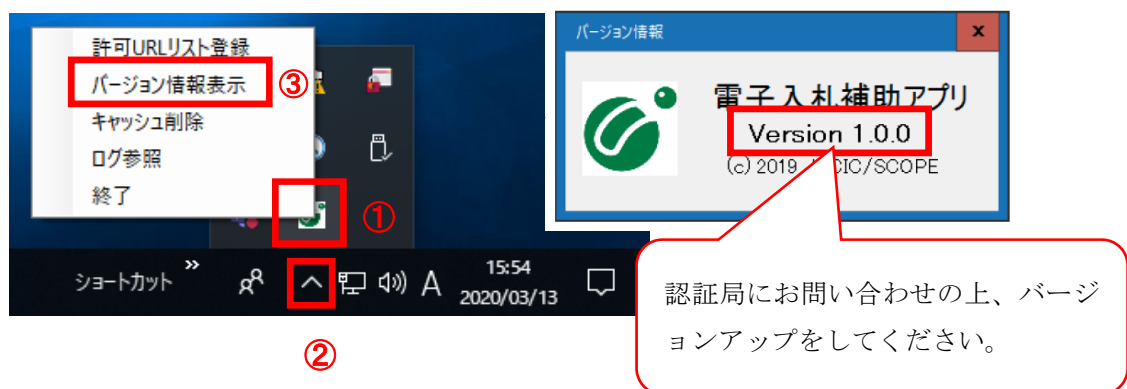 許可URLリスト登録
バージョン情報表示
③
キャッシュ削除
ログ参照
終了
①
ショートカット
»
A
15:54
2020/03/13
②
バージョン情報
x
電子入札補助アプリ
Version 1.0.0
(c) 2019 CIC/SCOPE
認証局にお問い合わせの上、バージ
ョンアップをしてください。